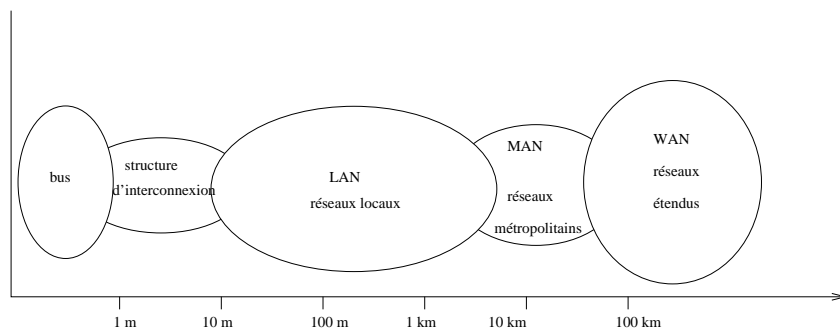 bus
structure
d'interconnexion
LAN
réseaux locaux
MAN
réseaux
métropolitains
WAN
réseaux
étendus
1 m
10 m
100 m
1 km
10 km
100 km